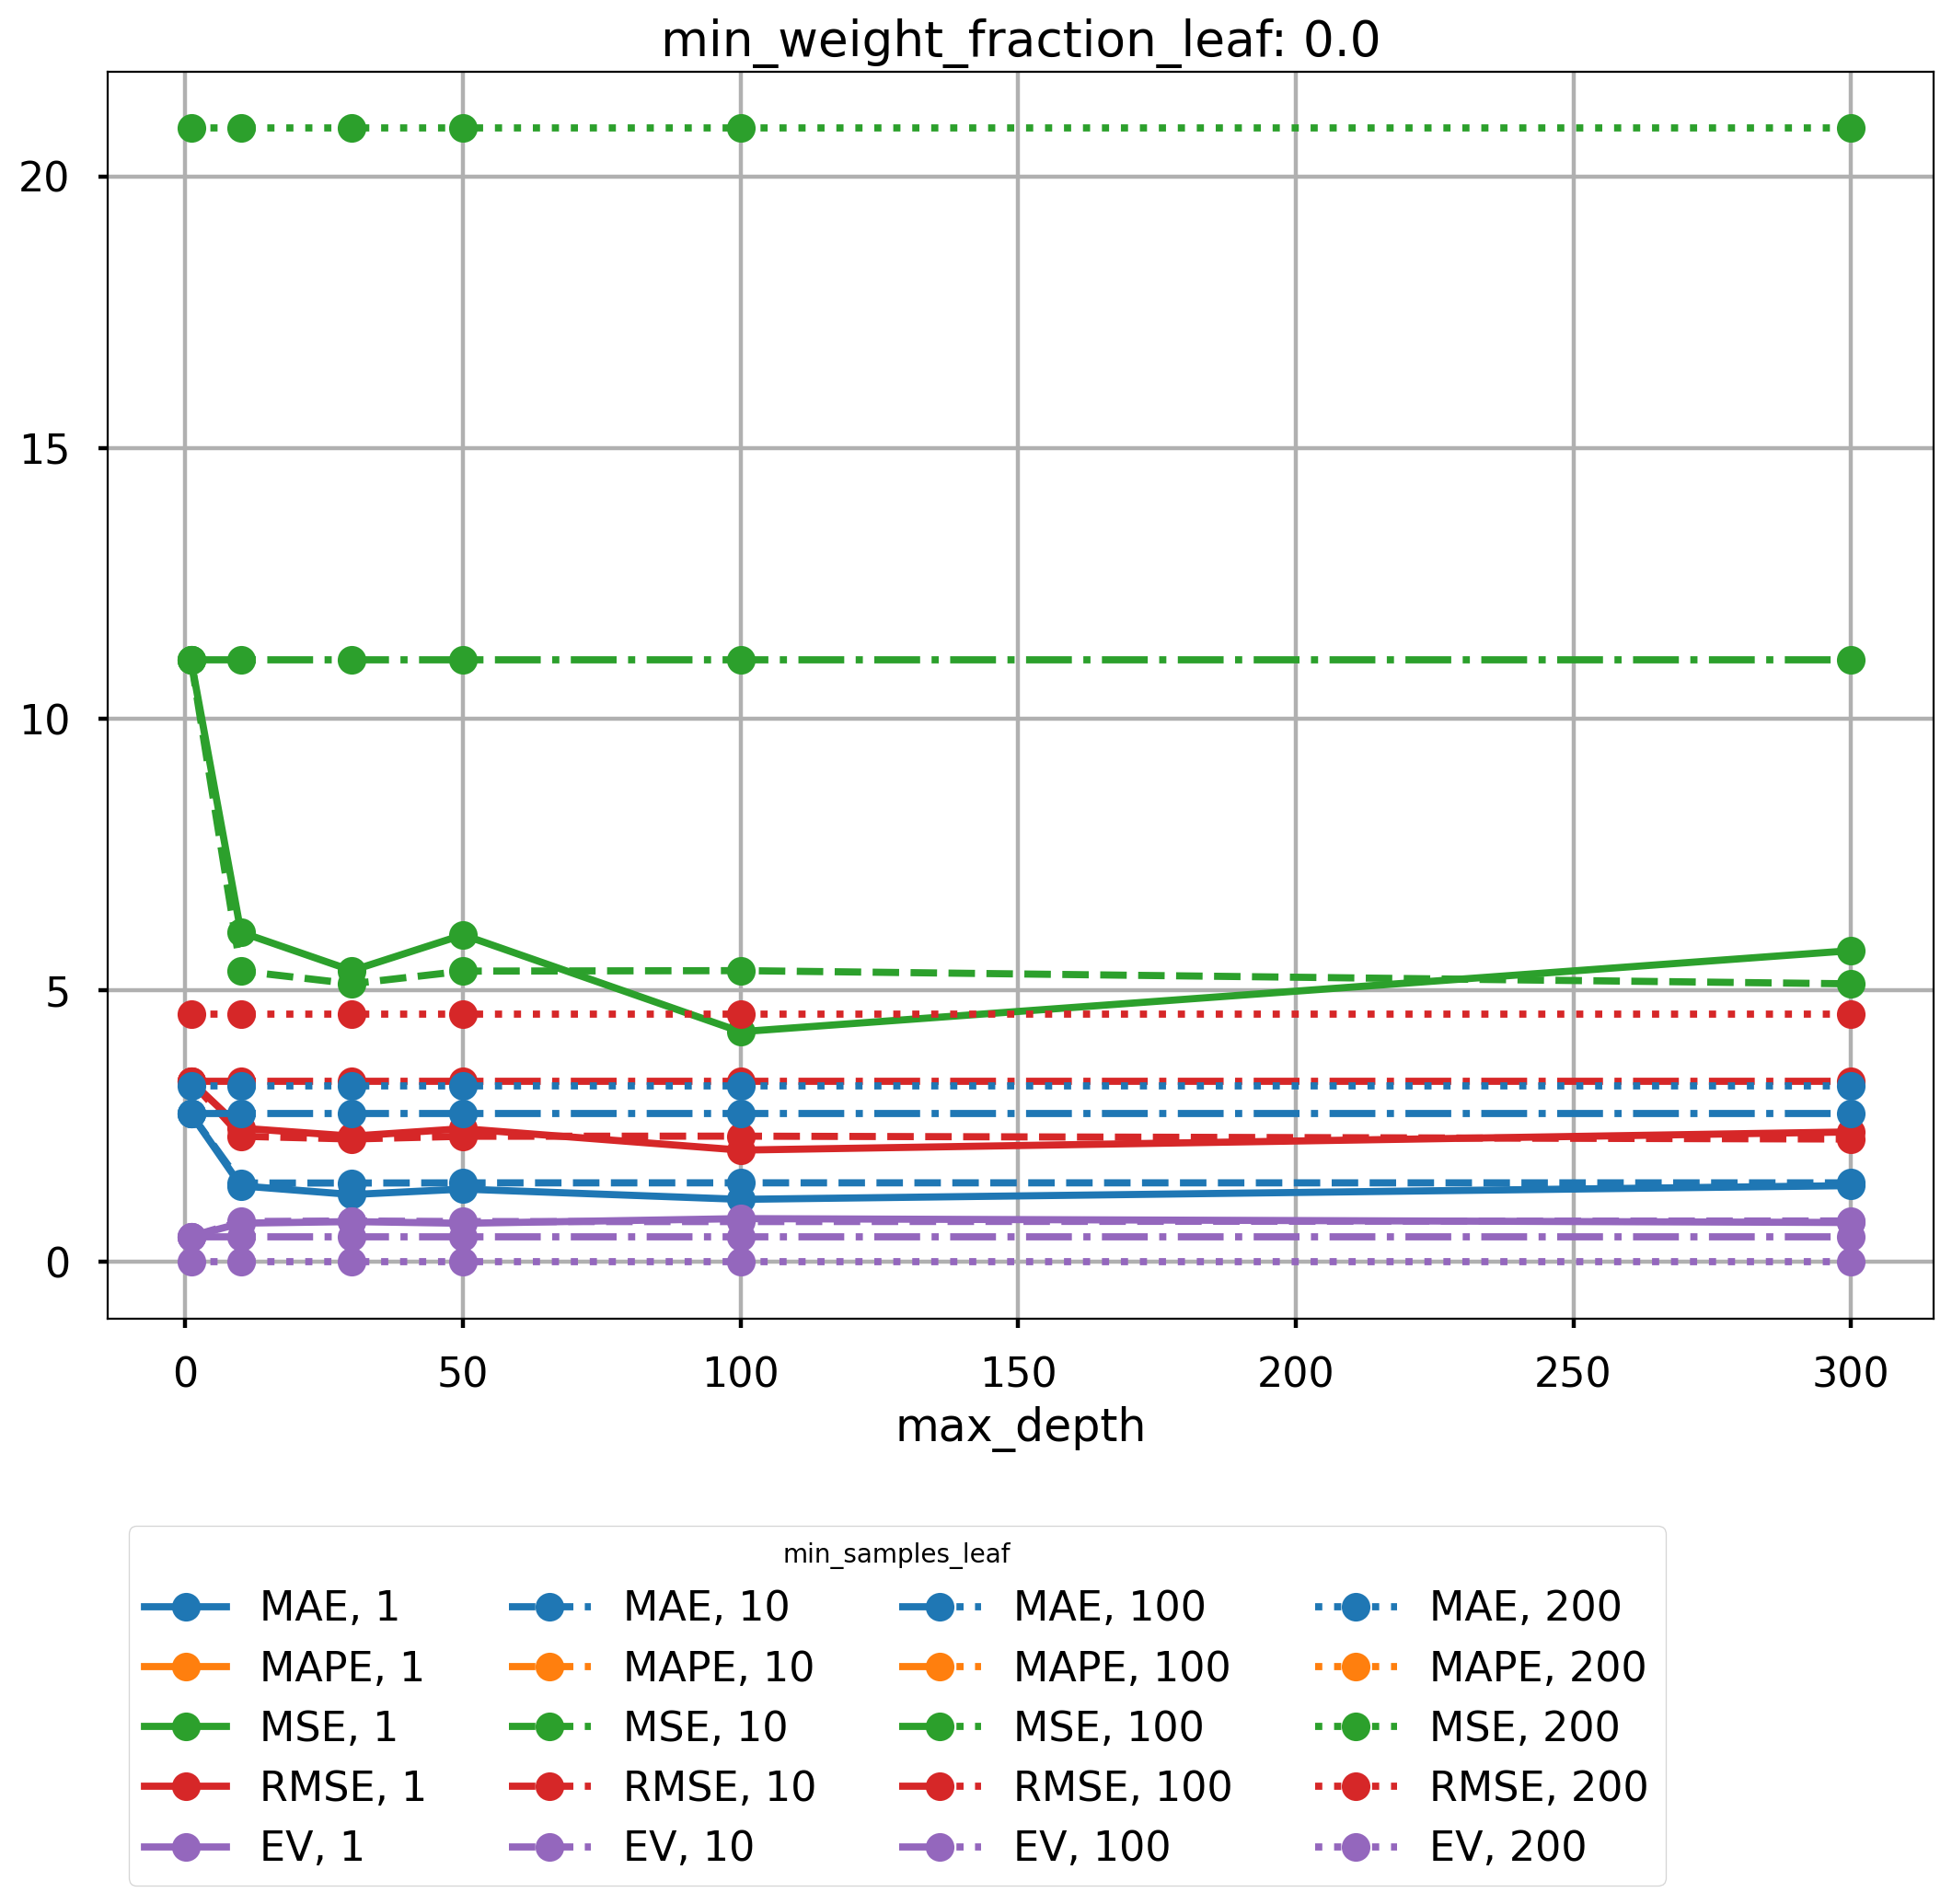 min_weight_fraction_leaf: 0.0
20
15
10
5
0
0 50 100 150 200 250 300
max_depth
min_samples_leaf
MAE, 1 MAE, 10 MAE, 100 MAE, 200
MAPE, 1 MAPE, 10 MAPE, 100 MAPE, 200
MSE, 1 MSE, 10 MSE, 100 MSE, 200
RMSE, 1 RMSE, 10 RMSE, 100 RMSE, 200
EV, 1 EV, 10 EV, 100 EV, 200